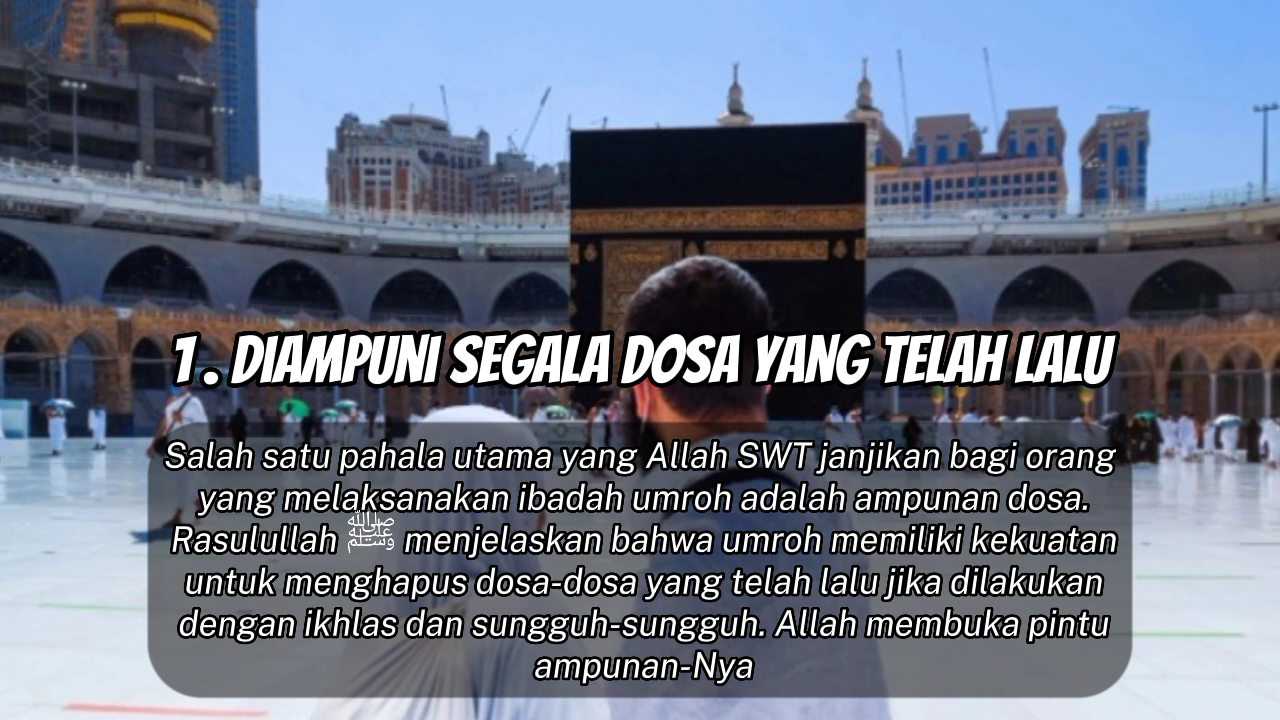 1. DIAMPUNI SEGALA DOSA YANG TELAH LALU
Salah satu pahala utama yang Allah SWT janjikan bagi orang
yang melaksanakan ibadah umroh adalah ampunan dosa.
Rasulullah ﷺ menjelaskan bahwa umroh memiliki kekuatan
untuk menghapus dosa-dosa yang telah lalu jika dilakukan
dengan ikhlas dan sungguh-sungguh. Allah membuka pintu
ampunan-Nya